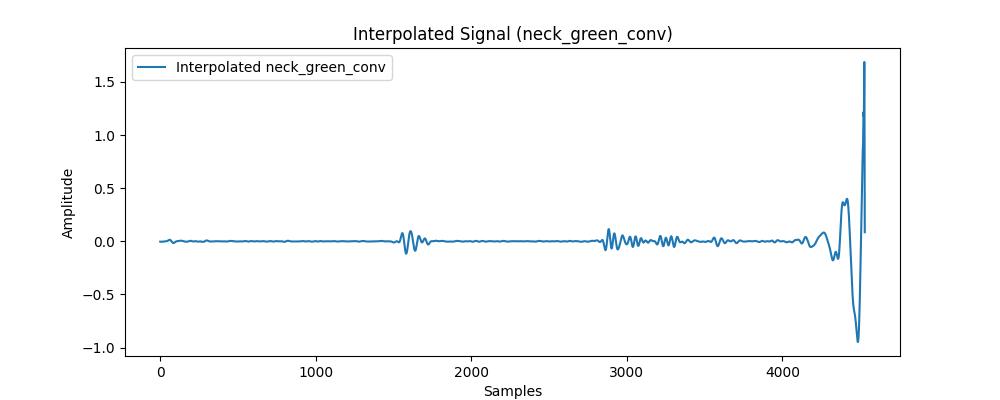 Interpolated Signal (neck_green_conv)
Interpolated neck_green_conv
Amplitude
1.5
1.0
0.5
0.0
−0.5
−1.0
0 1000 2000 3000 4000
Samples